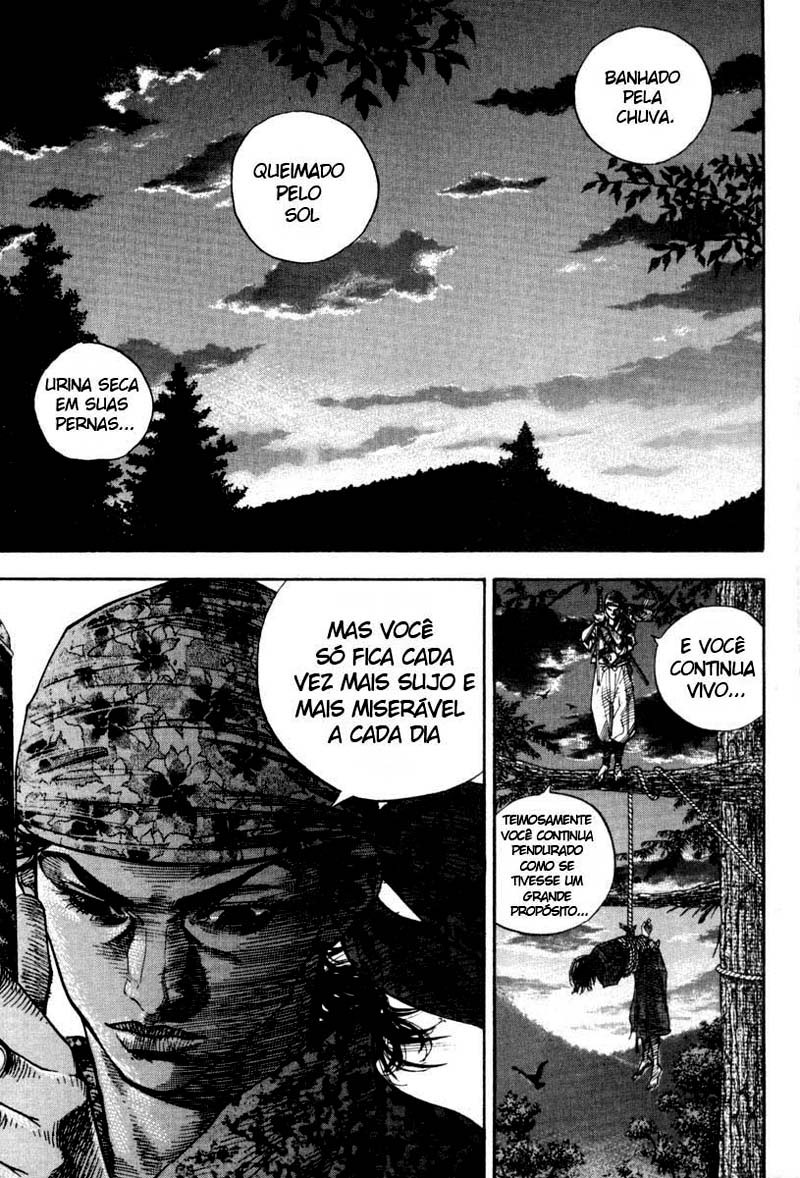 BANHADO
PELA
CHUVA.
QUEIMADO
PELO
SOL
URINA SECA
EM SUAS
PERNAS...
E VOCÊ
CONTINUA
VIVO...
TEIMOSAMENTE
VOCÊ CONTINUA
PENDURADO
COMO SE
TIVESSE UM
GRANDE
PROPÓSITO...
MAS VOCÊ
SÓ FICA CADA
VEZ MAIS SUJO E
MAIS MISERÁVEL
A CADA DIA